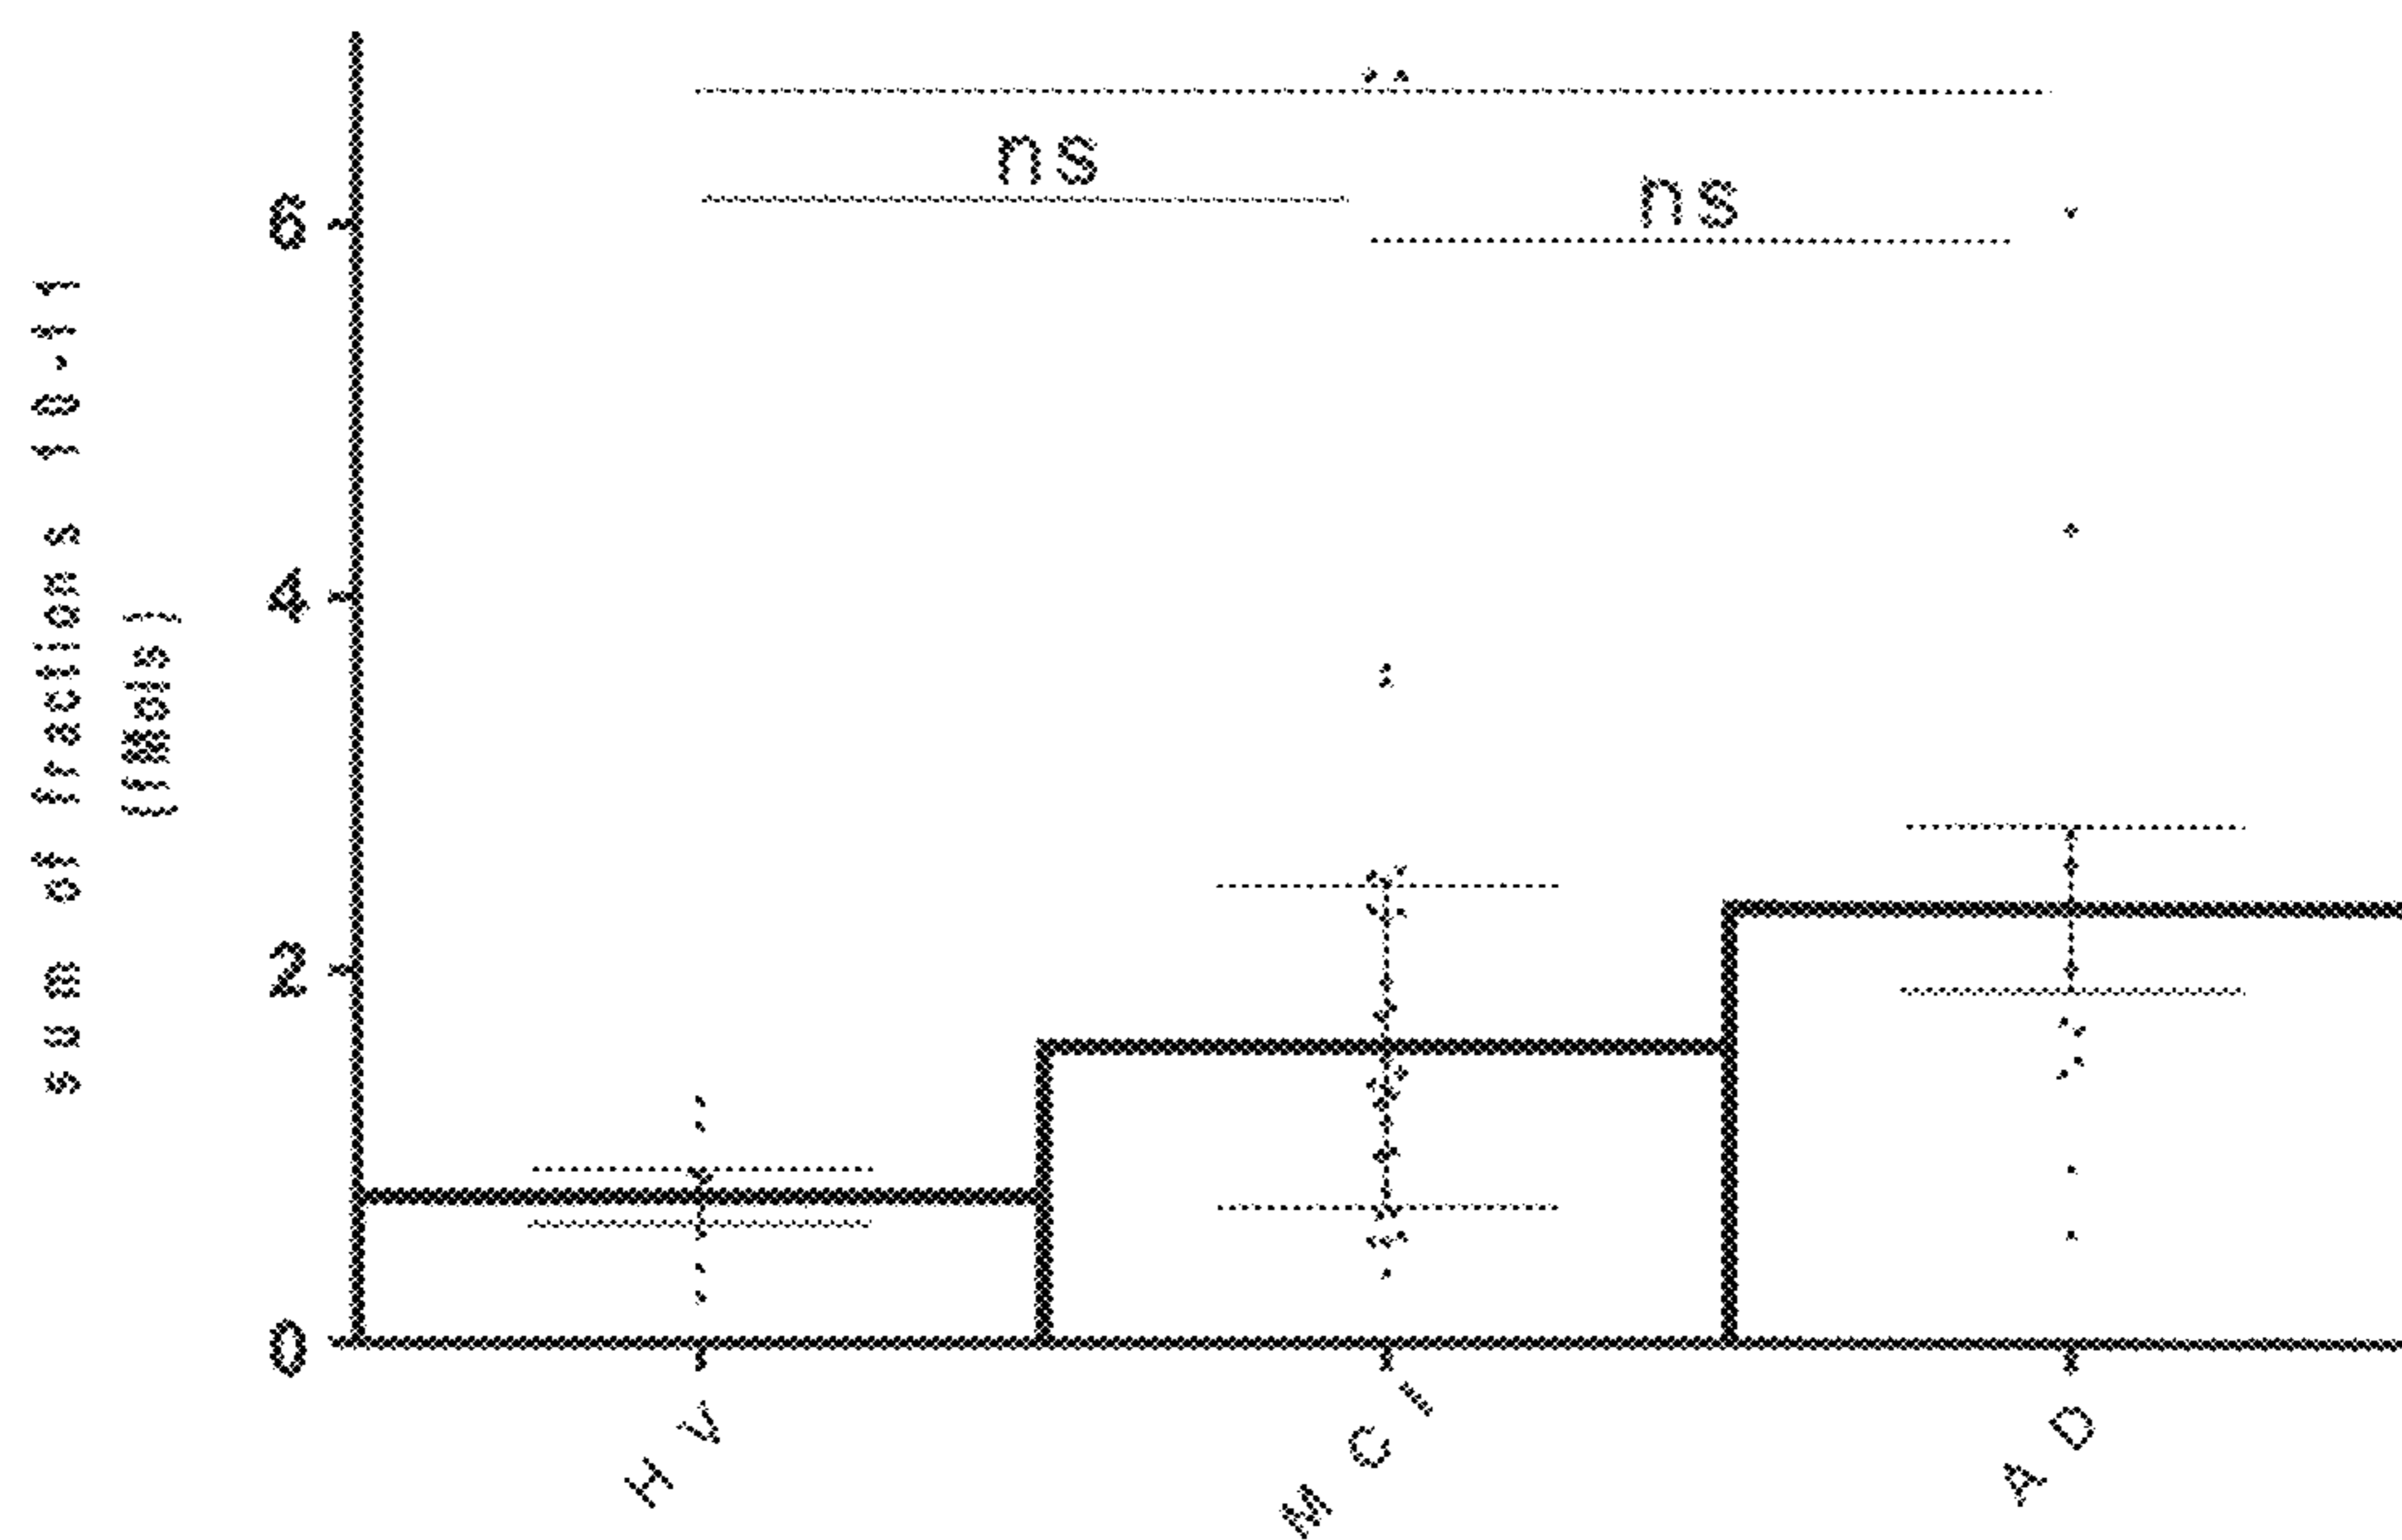 **
ns
ns
6
4
2
0
sum of fractions 10,11
(fMols)
HV
MCI
AD